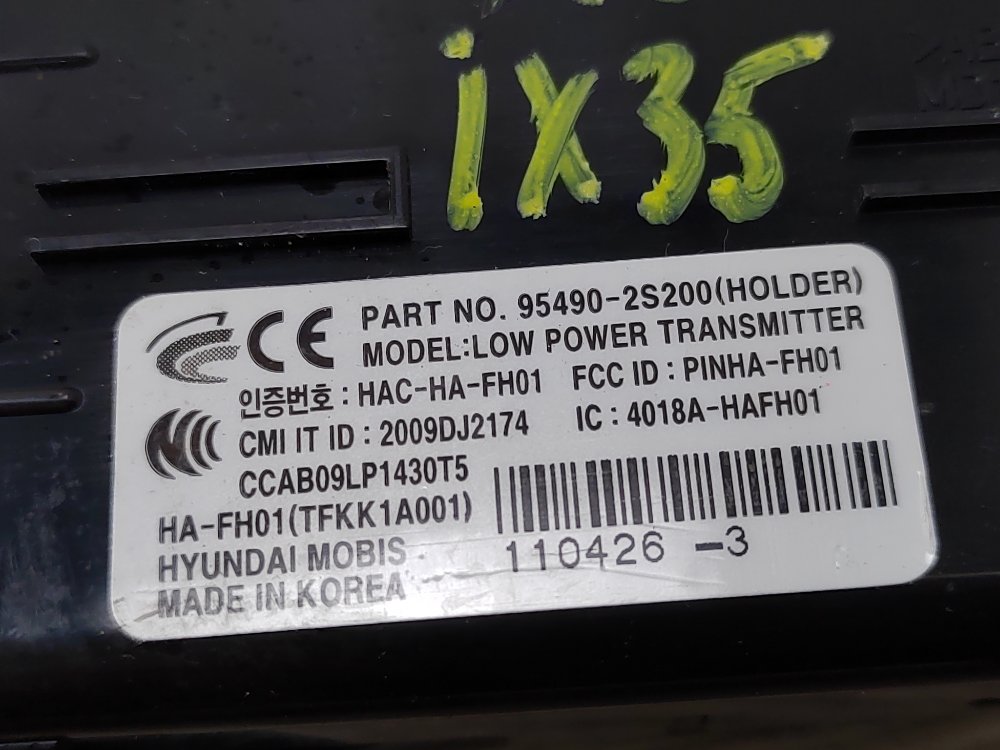 ix35
CE PART NO. 95490-2S200(HOLDER)
MODEL:LOW POWER TRANSMITTER
인증번호 : HAC-HA-FH01 FCC ID : PINHA-FH01
CMI IT ID : 2009DJ2174 IC : 4018A-HAFH01
CCAB09LP1430T5
HA-FH01(TFKK1A001)
HYUNDAI MOBIS
MADE IN KOREA
110426 -3